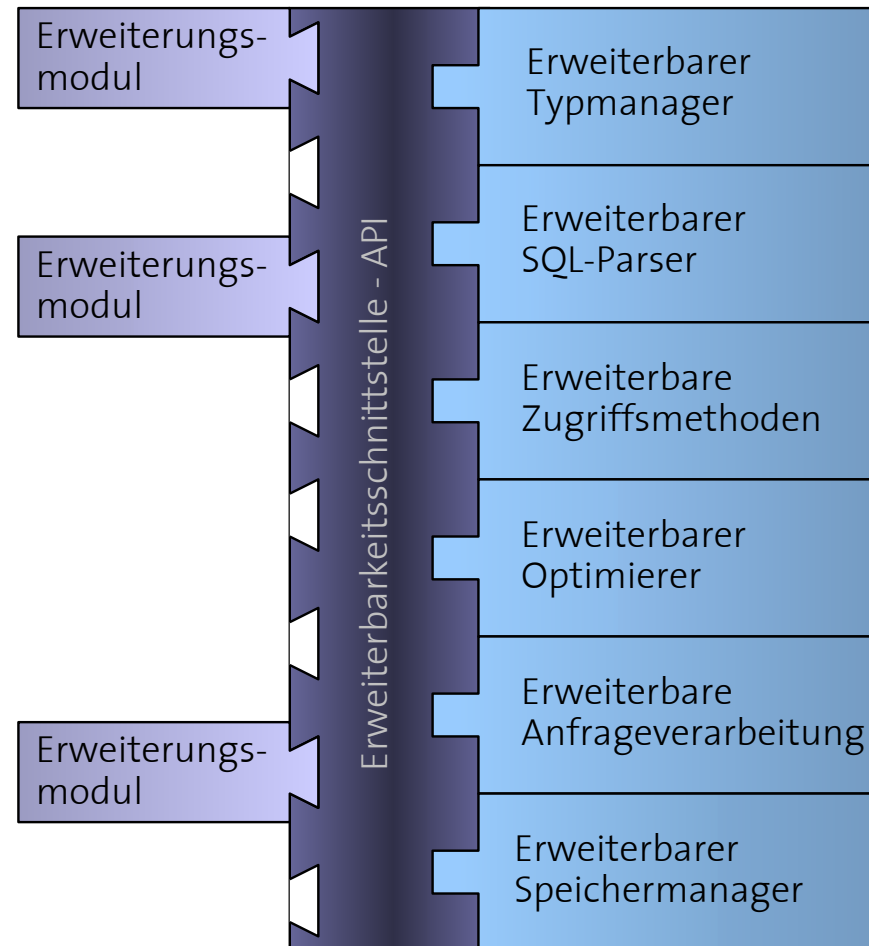 Erweiterungs-
modul
Erweiterungs-
modul
Erweiterungs-
modul
Erweiterbarkeitsschnittstelle - API
Erweiterbarer
Typmanager
Erweiterbarer
SQL-Parser
Erweiterbare
Zugriffsmethoden
Erweiterbarer
Optimierer
Erweiterbare
Anfrageverarbeitung
Erweiterbarer
Speichermanager